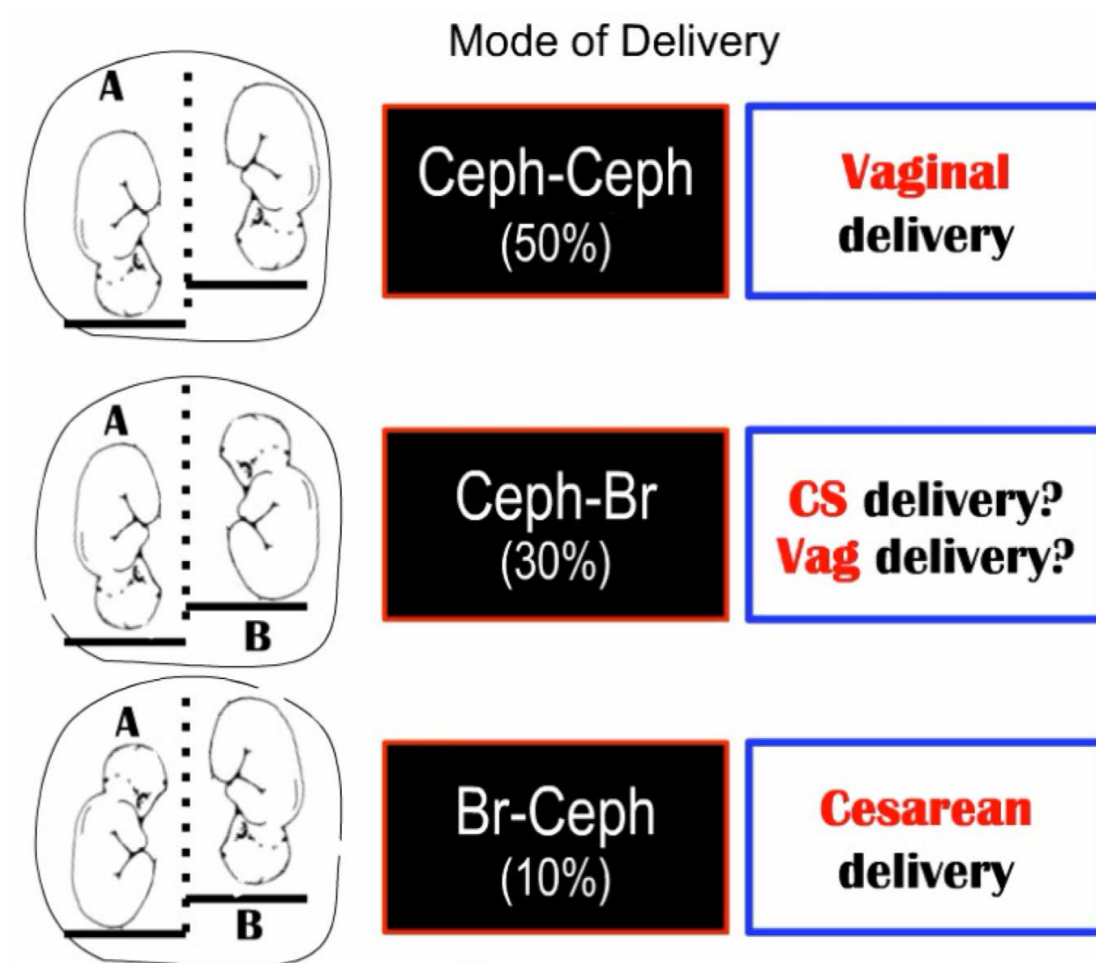 Mode of Delivery
A
Ceph-Ceph
(50%)
Vaginal
delivery
A
B
Ceph-Br
(30%)
CS delivery?
Vag delivery?
A
B
Br-Ceph
(10%)
Cesarean
delivery